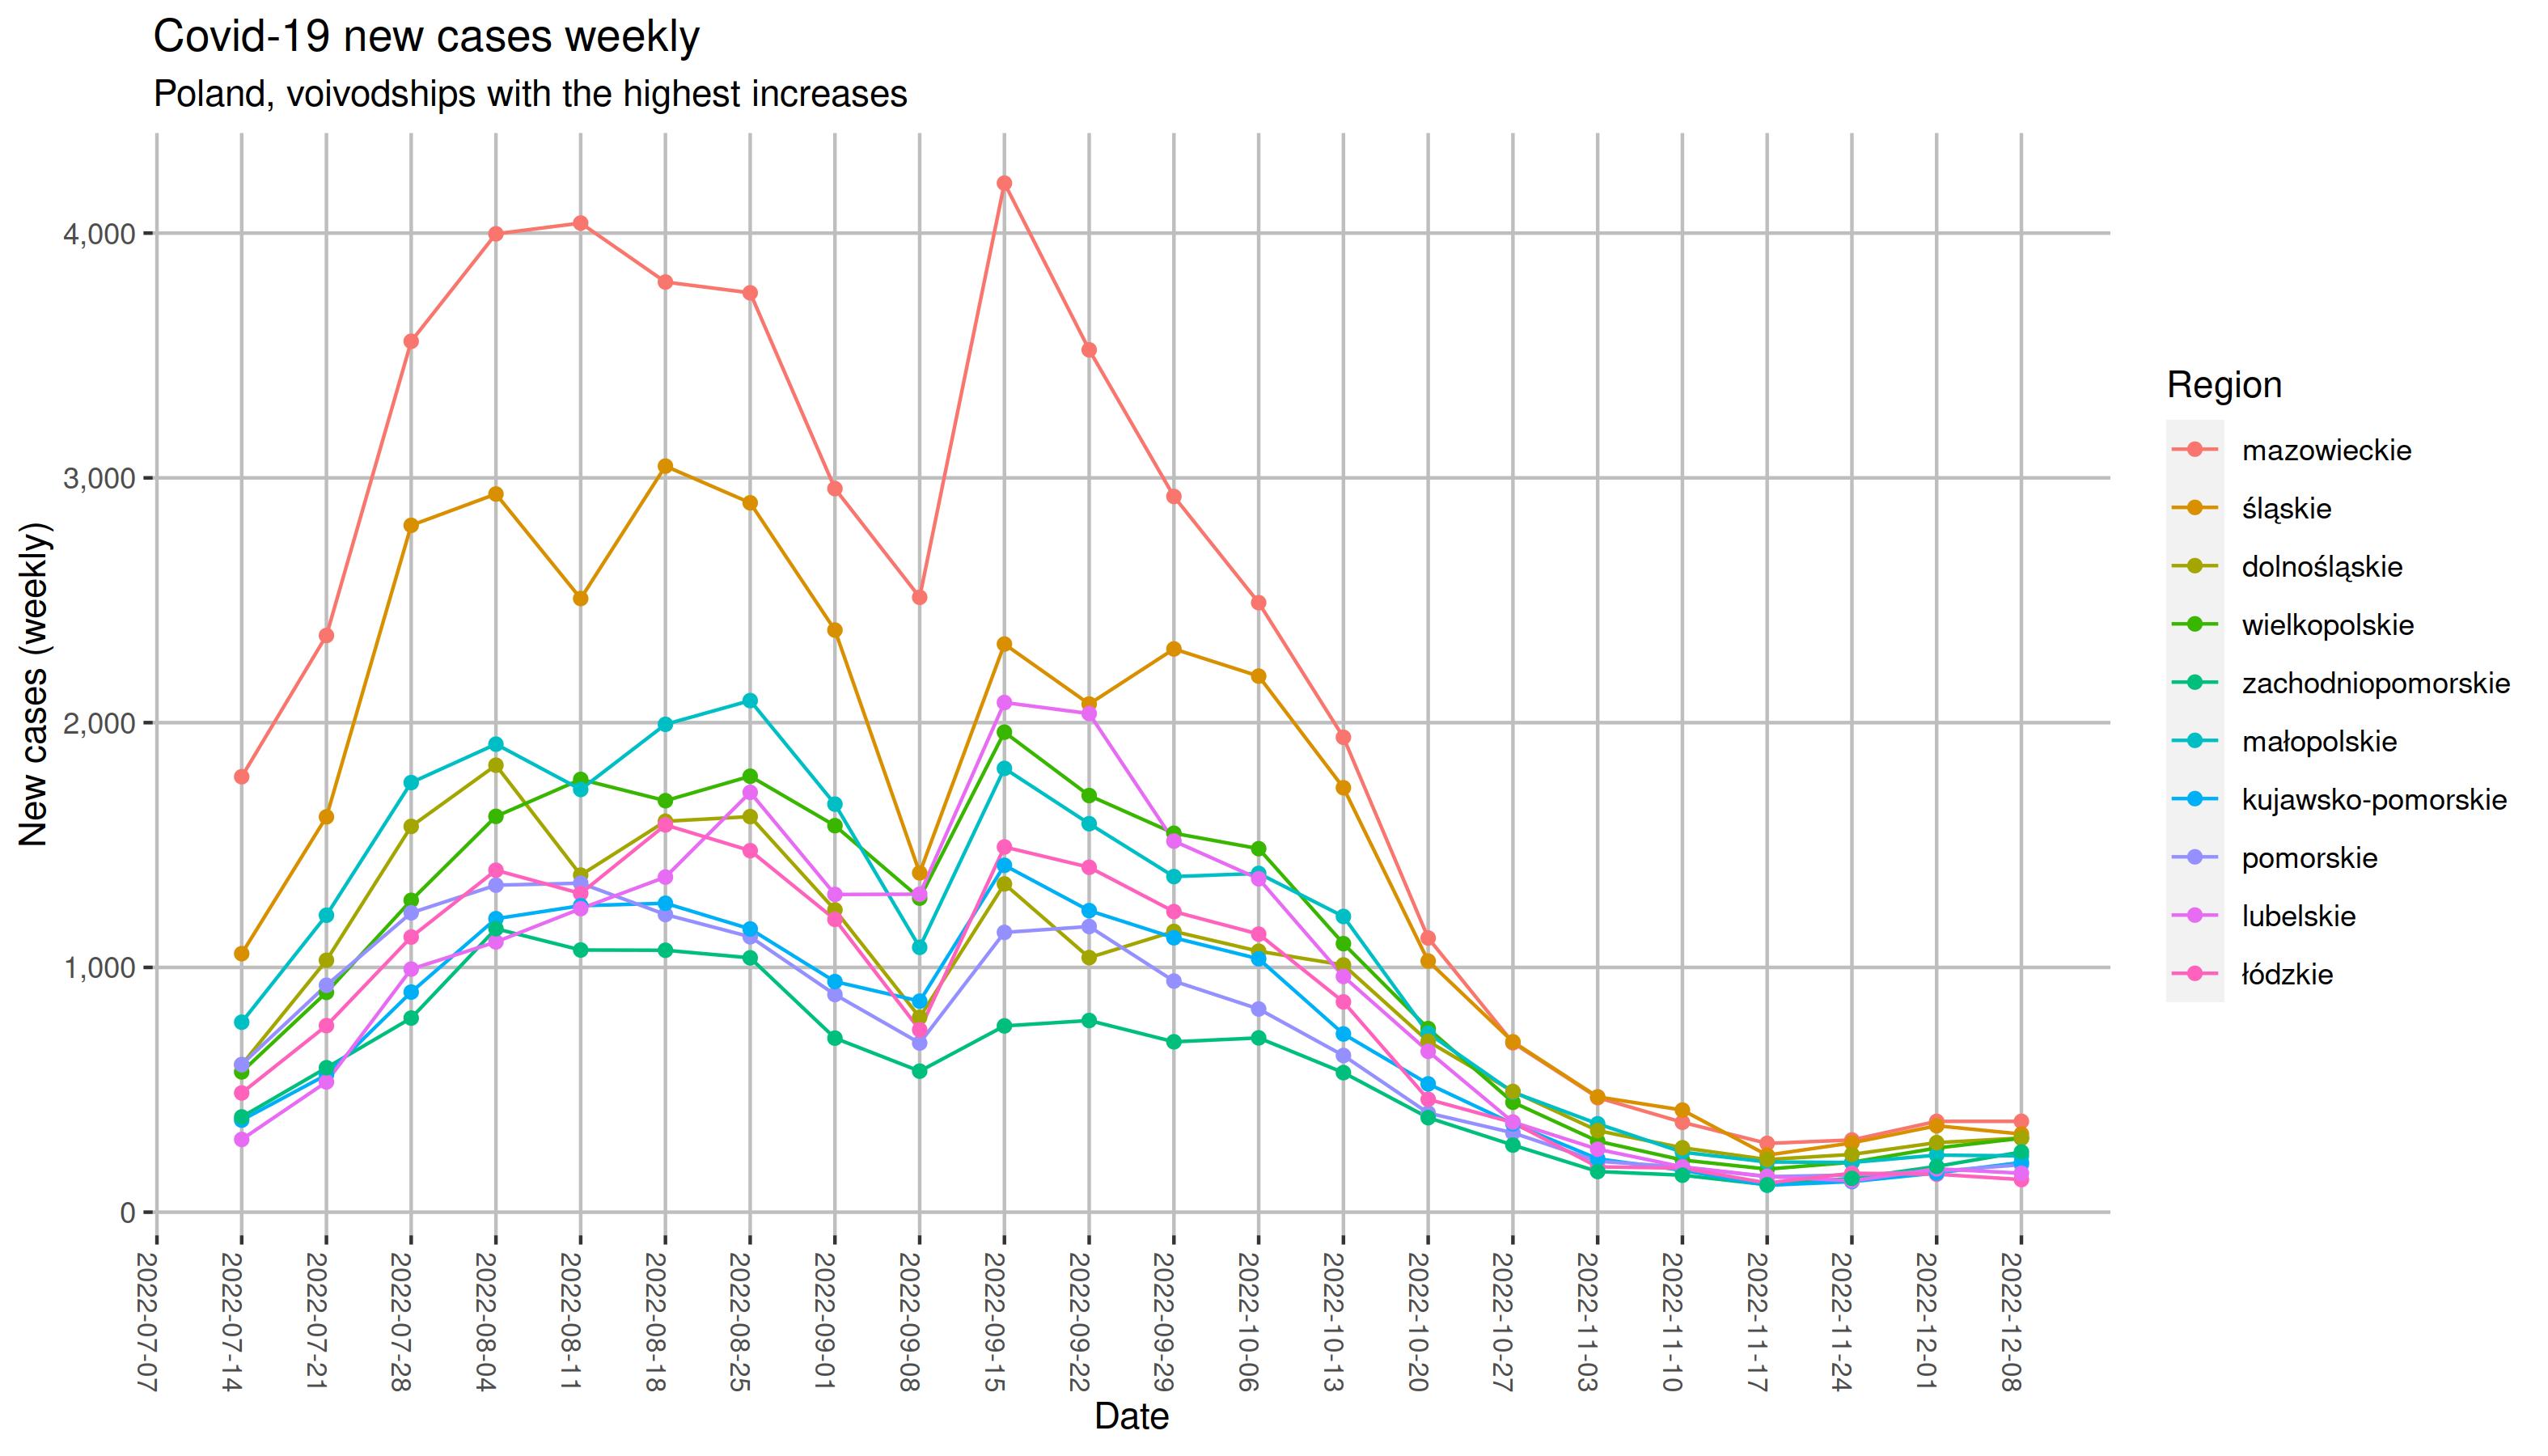 Covid-19 new cases weekly
Poland, voivodships with the highest increases
New cases (weekly)
4,000
3,000
2,000
1,000
0
2022-07-07
2022-07-14
2022-07-21
2022-07-28
2022-08-04
2022-08-11
2022-08-18
2022-08-25
2022-09-01
2022-09-08
2022-09-15
2022-09-22
2022-09-29
2022-10-06
2022-10-13
2022-10-20
2022-10-27
2022-11-03
2022-11-10
2022-11-17
2022-11-24
2022-12-01
2022-12-08
Date
Region
mazowieckie
śląskie
dolnośląskie
wielkopolskie
zachodniopomorskie
małopolskie
kujawsko-pomorskie
pomorskie
lubelskie
łódzkie